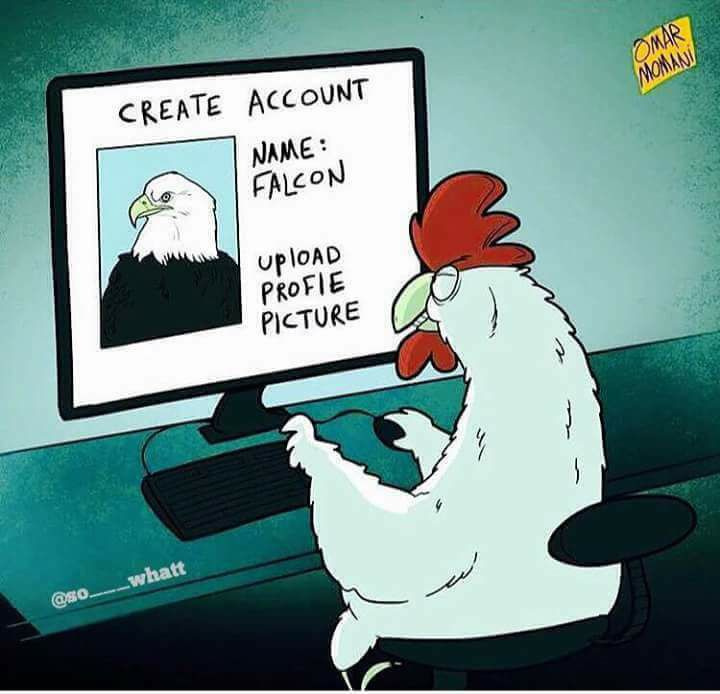 OMAR
MOMANI
CREATE ACCOUNT
NAME:
FALCON
UPlOAD
PROFIE
PICTURE
@so____whatt